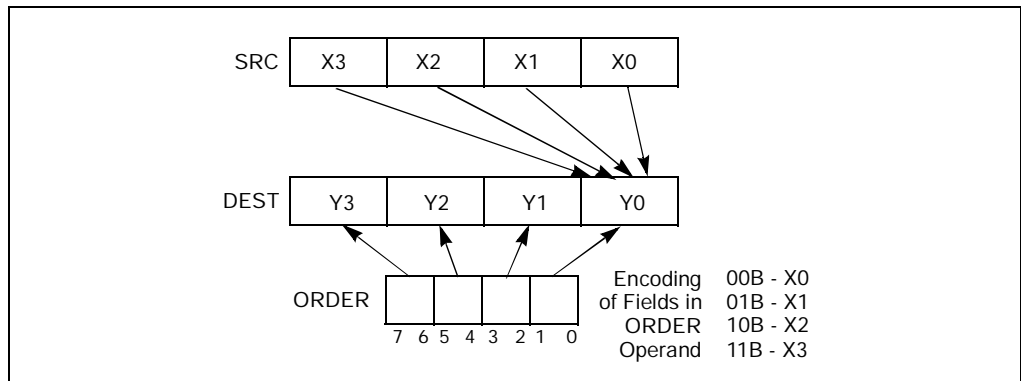 SRC X3 X2 X1 X0
DEST Y3 Y2 Y1 Y0
ORDER
7 6 5 4 3 2 1 0
Encoding 00B - X0
of Fields in 01B - X1
ORDER 10B - X2
Operand 11B - X3